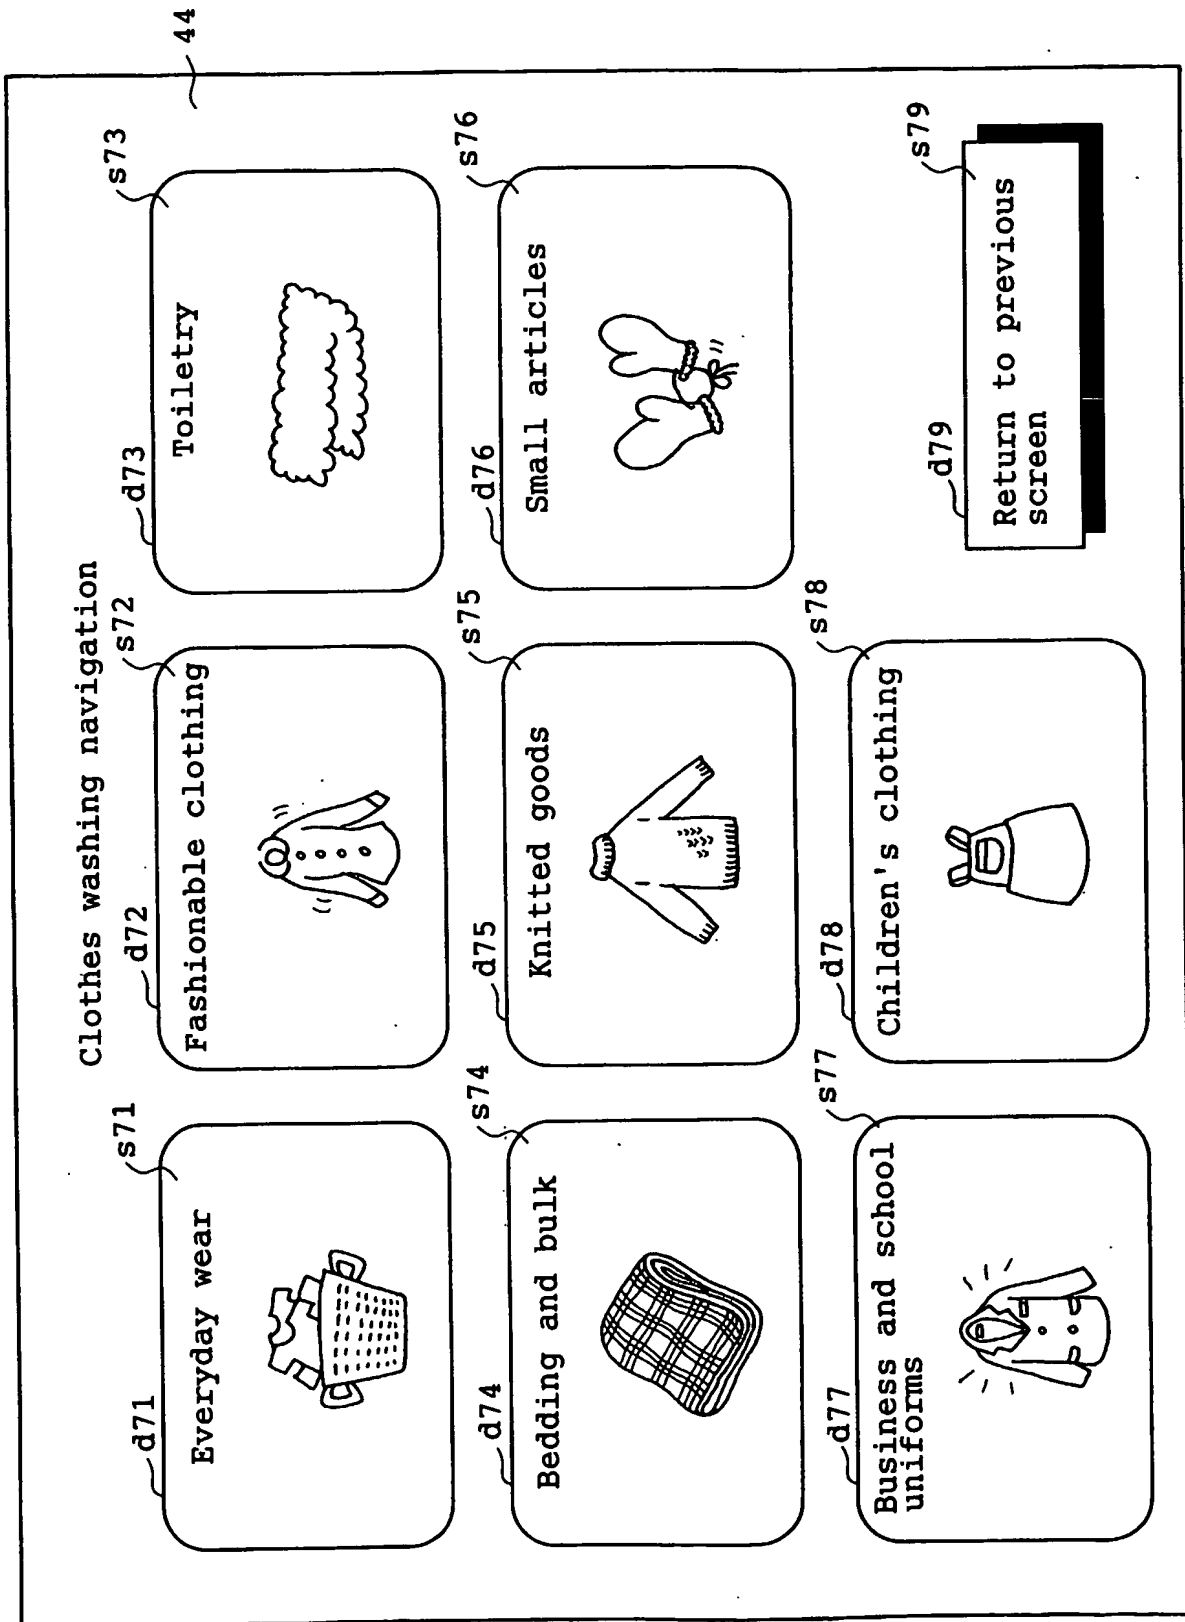 44
Clothes washing navigation
d71
s71
Everyday wear
d72
s72
Fashionable clothing
d73
s73
Toiletry
d74
s74
Bedding and bulk
d75
s75
Knitted goods
d76
s76
Small articles
d77
s77
Business and school
uniforms
d78
s78
Children's clothing
d79
s79
Return to previous
screen